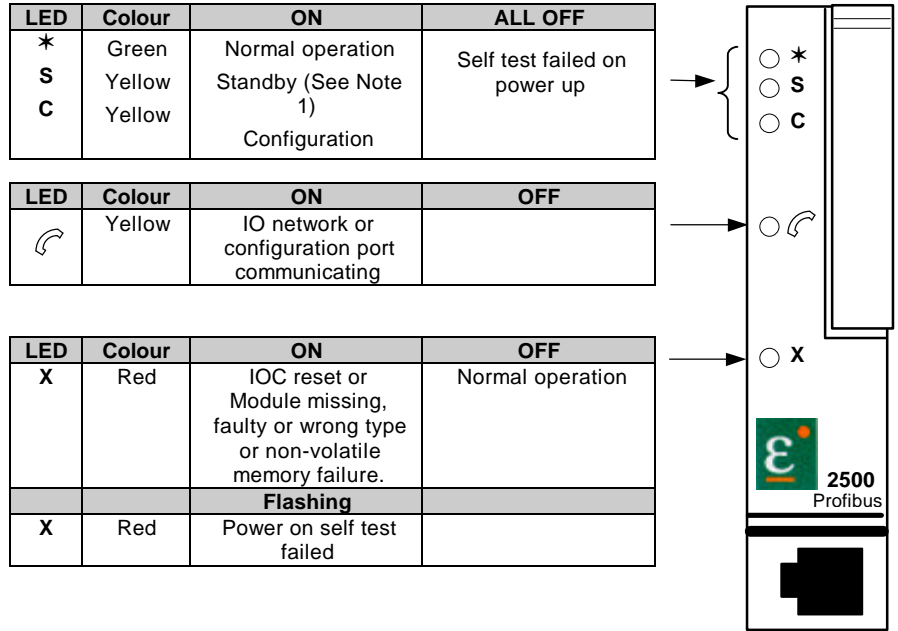 LED Colour ON ALL OFF
✶ Green Normal operation Self test failed on
S Yellow Standby (See Note power up
1)
C Yellow Configuration
✶
S
C
LED Colour ON OFF
Yellow IO network or
configuration port
communicating
LED Colour ON OFF
X Red IOC reset or Normal operation
Module missing,
faulty or wrong type
or non-volatile
memory failure.
Flashing
X Red Power on self test
failed
X
ε
2500
Profibus